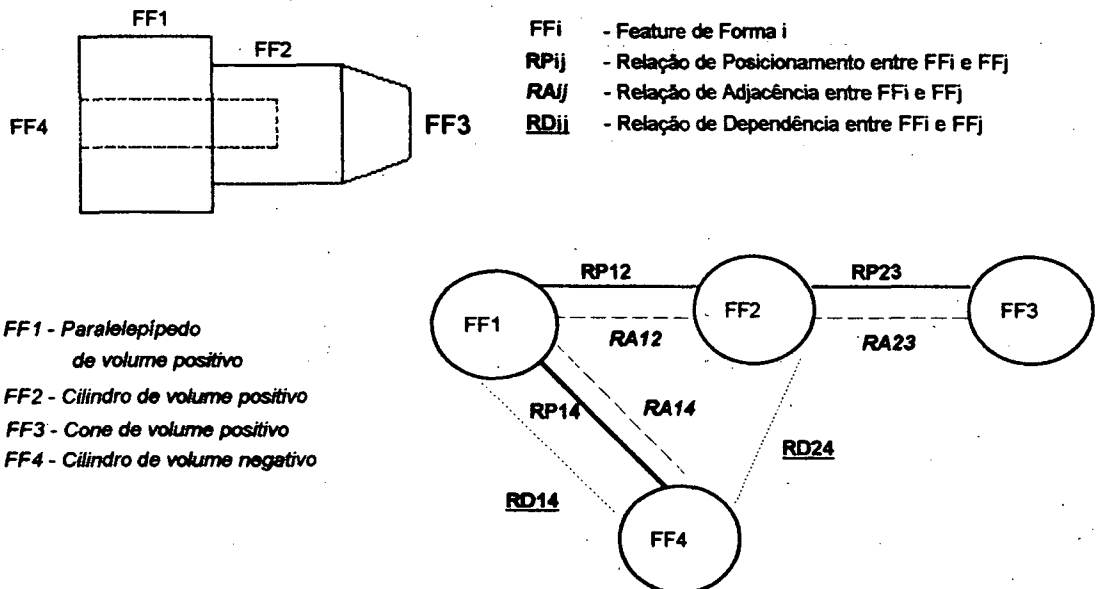 FF1
FF2
FF4
FF3
FFi - Feature de Forma i
RPij - Relação de Posicionamento entre FFi e FFj
RAij - Relação de Adjacência entre FFi e FFj
RDij - Relação de Dependência entre FFi e FFj
FF1 - Paralelepípedo
de volume positivo
FF2 - Cilindro de volume positivo
FF3 - Cone de volume positivo
FF4 - Cilindro de volume negativo
RP12
RP23
FF1
FF2
FF3
RA12
RA23
RP14
RA14
RD24
RD14
FF4